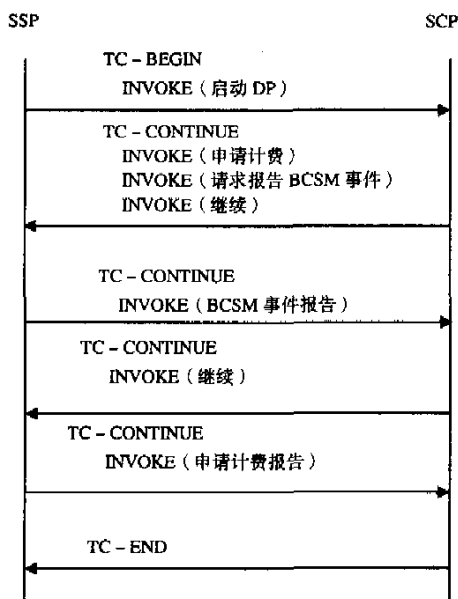 SSP
SCP
TC - BEGIN
INVOKE（启动 DP）
TC - CONTINUE
INVOKE（申请计费）
INVOKE（请求报告 BCSM 事件）
INVOKE（继续）
TC - CONTINUE
INVOKE（BCSM 事件报告）
TC - CONTINUE
INVOKE（继续）
TC - CONTINUE
INVOKE（申请计费报告）
TC - END